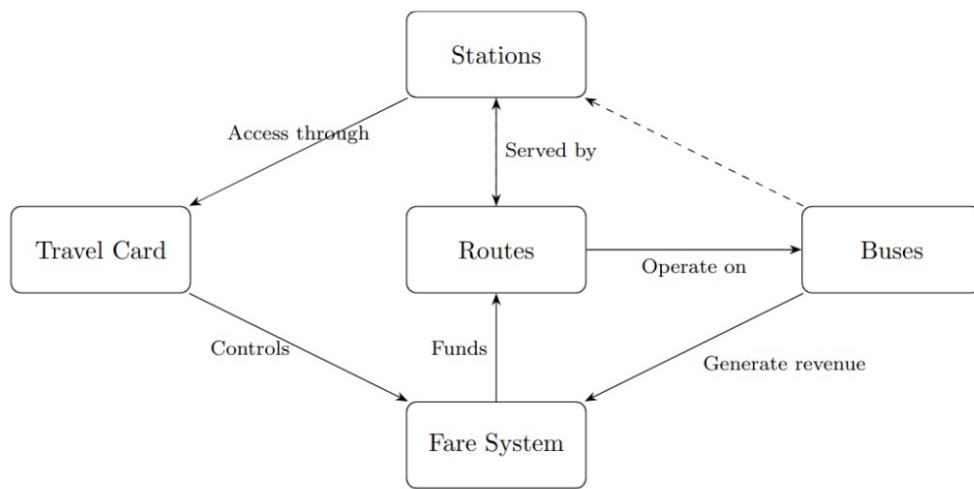 Stations
Access through
Served by
Travel Card
Routes
Operate on
Buses
Controls
Funds
Generate revenue
Fare System